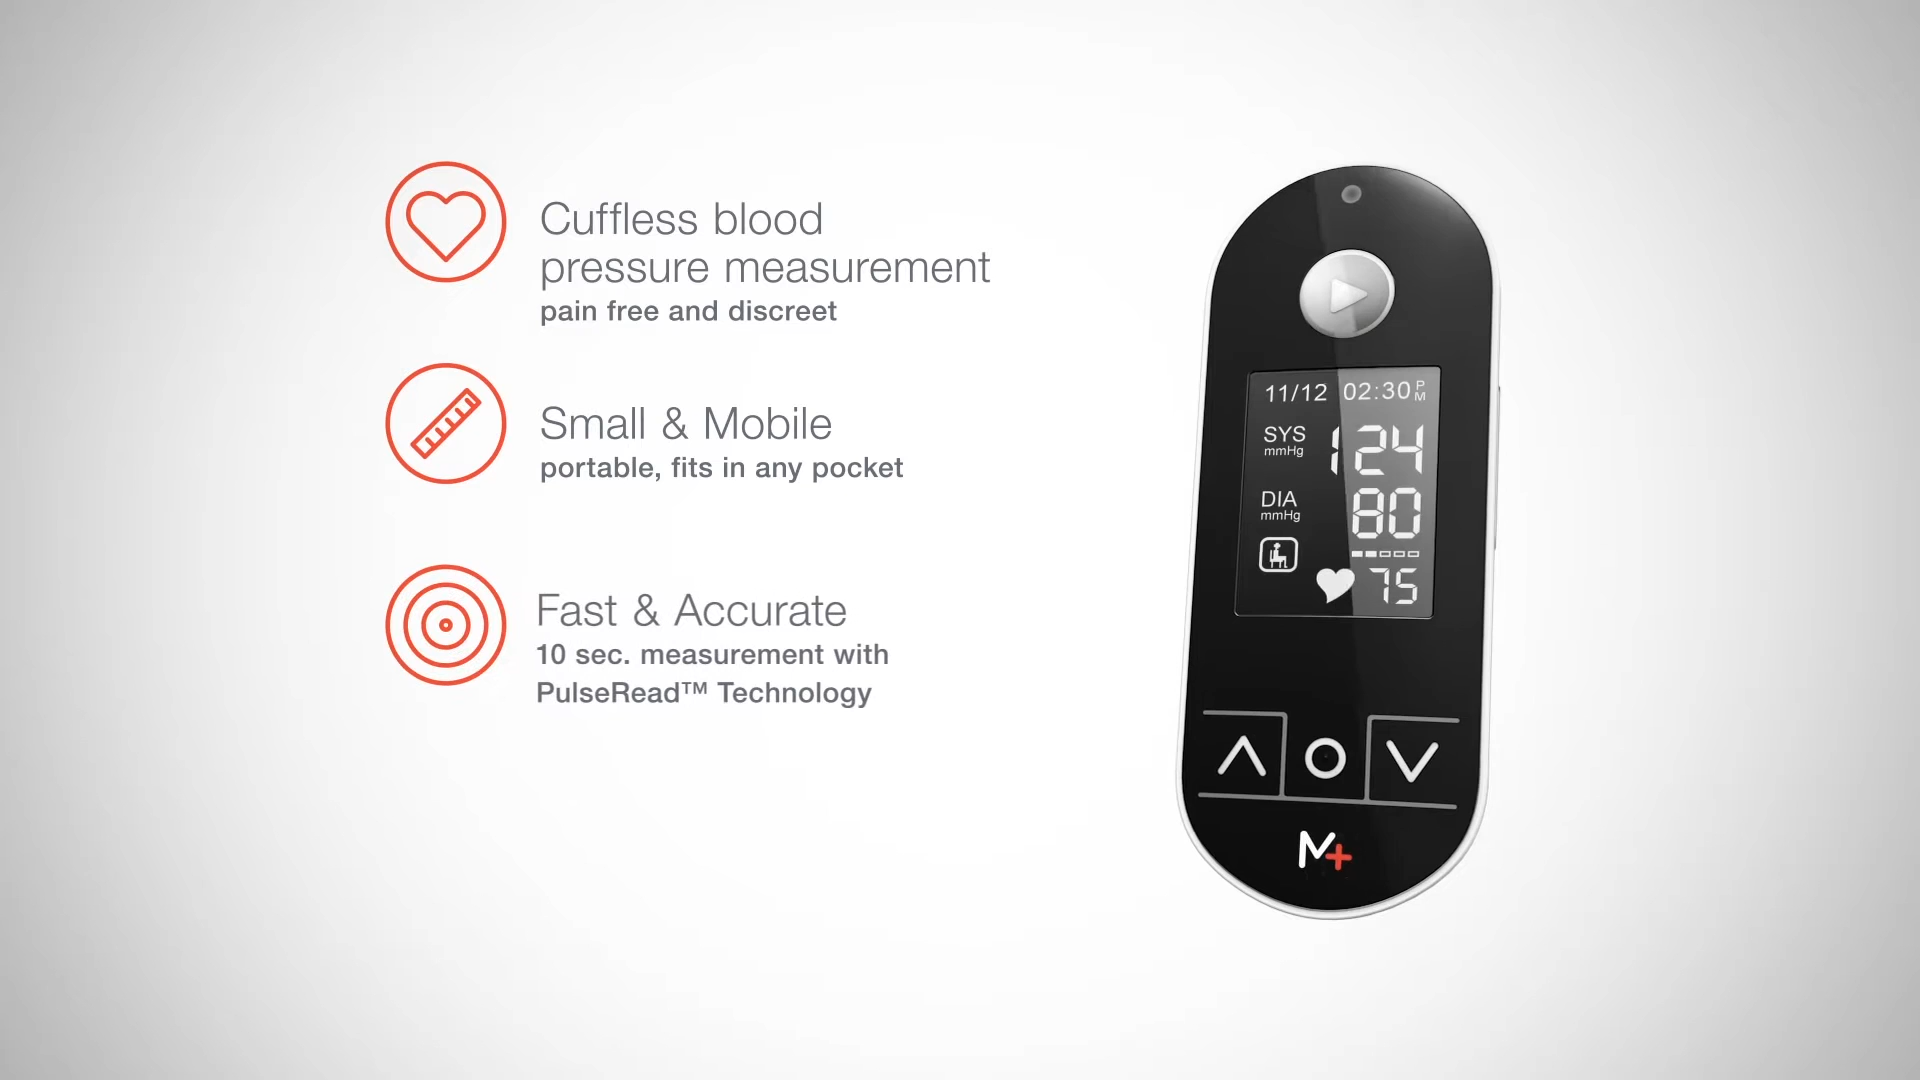 Cuffless blood
pressure measurement
pain free and discreet
Small & Mobile
portable, fits in any pocket
Fast & Accurate
10 sec. measurement with
PulseRead™ Technology
11/12 02:30 PM
SYS 124
mmHg
DIA 80
mmHg
75
M+